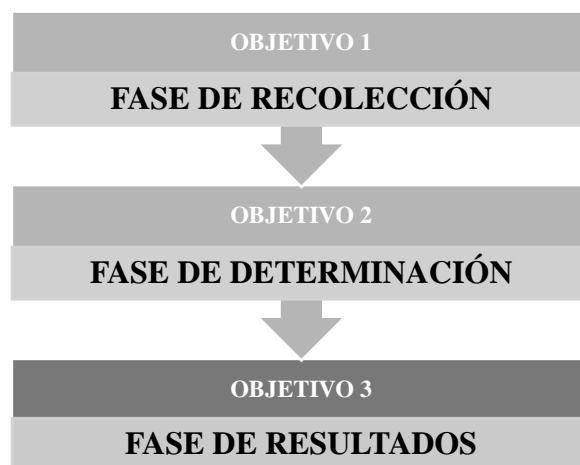 OBJETIVO 1
FASE DE RECOLECCIÓN
OBJETIVO 2
FASE DE DETERMINACIÓN
OBJETIVO 3
FASE DE RESULTADOS